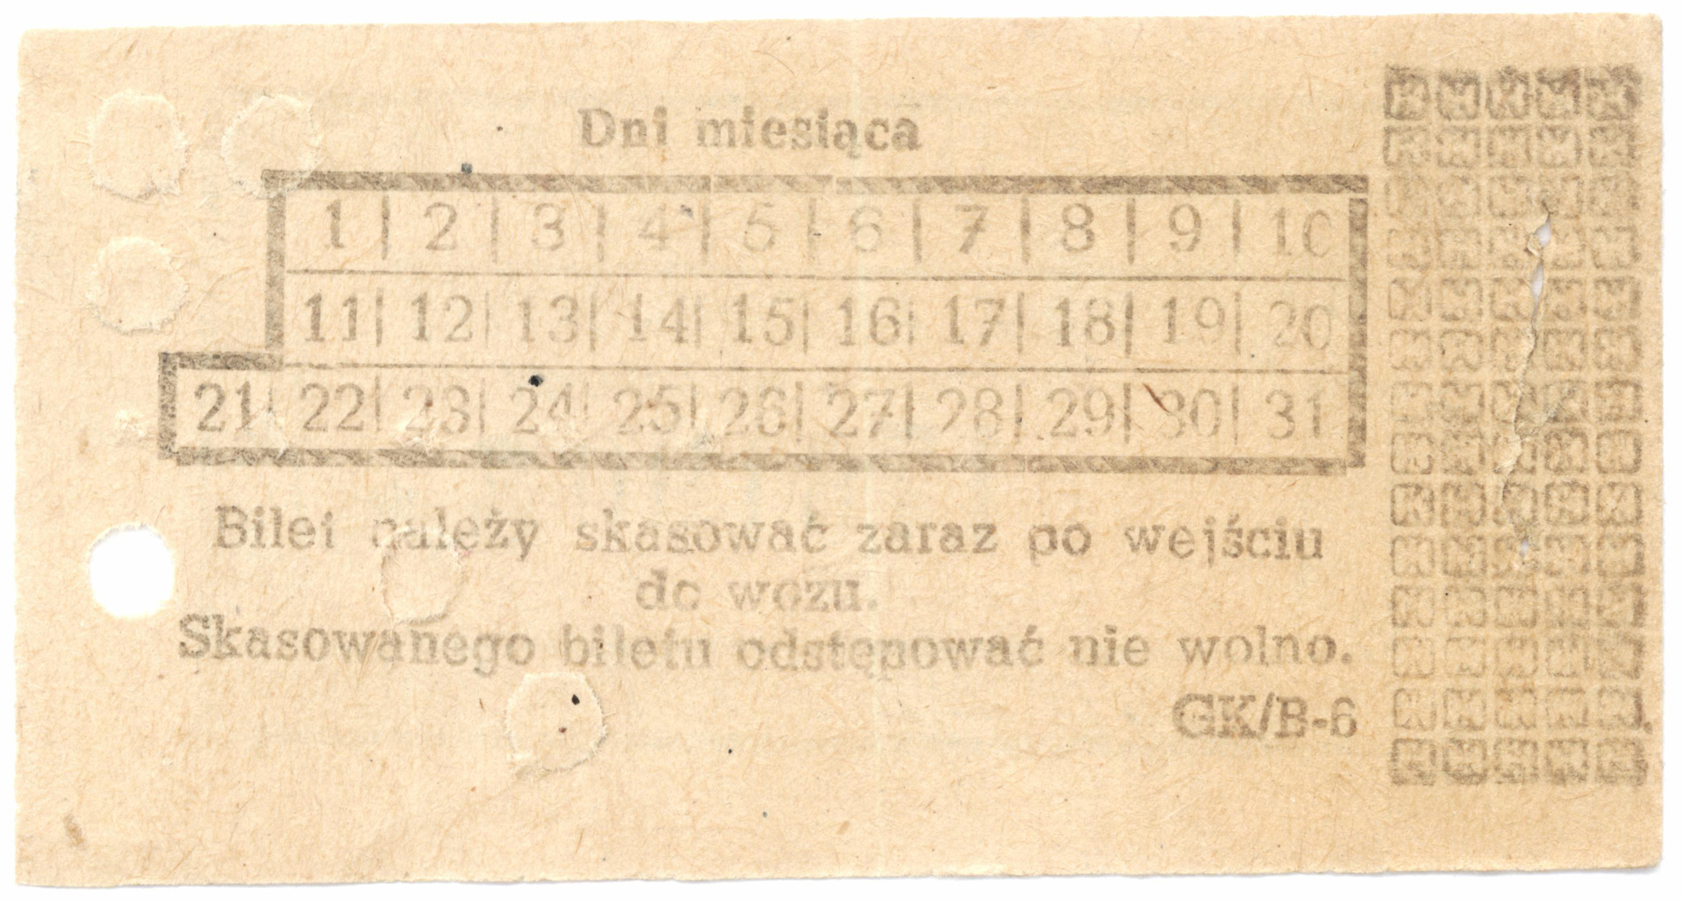 Dni miesiąca
1 | 2 | 3 | 4 | 5 | 6 | 7 | 8 | 9 | 10
11 | 12 | 13 | 14 | 15 | 16 | 17 | 18 | 19 | 20
21 | 22 | 23 | 24 | 25 | 26 | 27 | 28 | 29 | 30 | 31
Bilet należy skasować zaraz po wejściu
do wozu.
Skasowanego biletu odstępować nie wolno.
GK/B-6